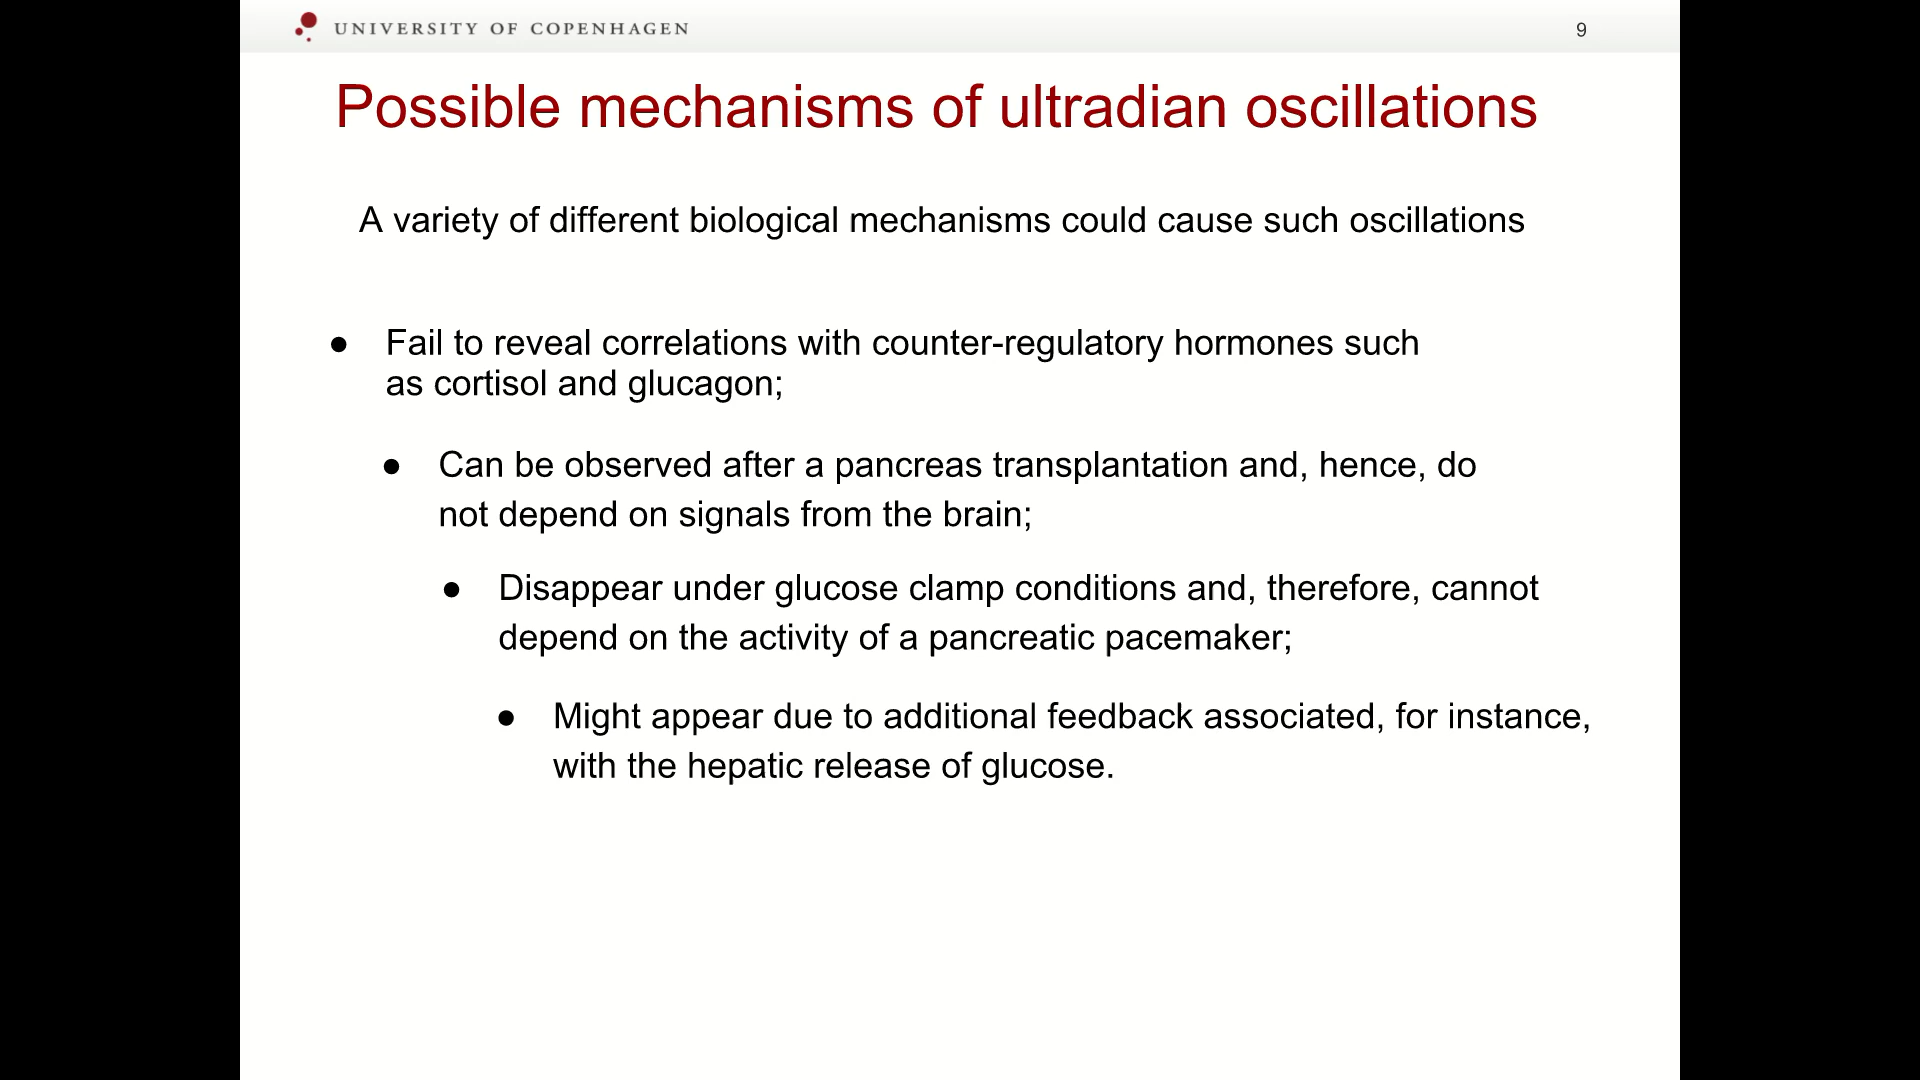 UNIVERSITY OF COPENHAGEN
9
Possible mechanisms of ultradian oscillations
A variety of different biological mechanisms could cause such oscillations
● Fail to reveal correlations with counter-regulatory hormones such
as cortisol and glucagon;
● Can be observed after a pancreas transplantation and, hence, do
not depend on signals from the brain;
● Disappear under glucose clamp conditions and, therefore, cannot
depend on the activity of a pancreatic pacemaker;
● Might appear due to additional feedback associated, for instance,
with the hepatic release of glucose.